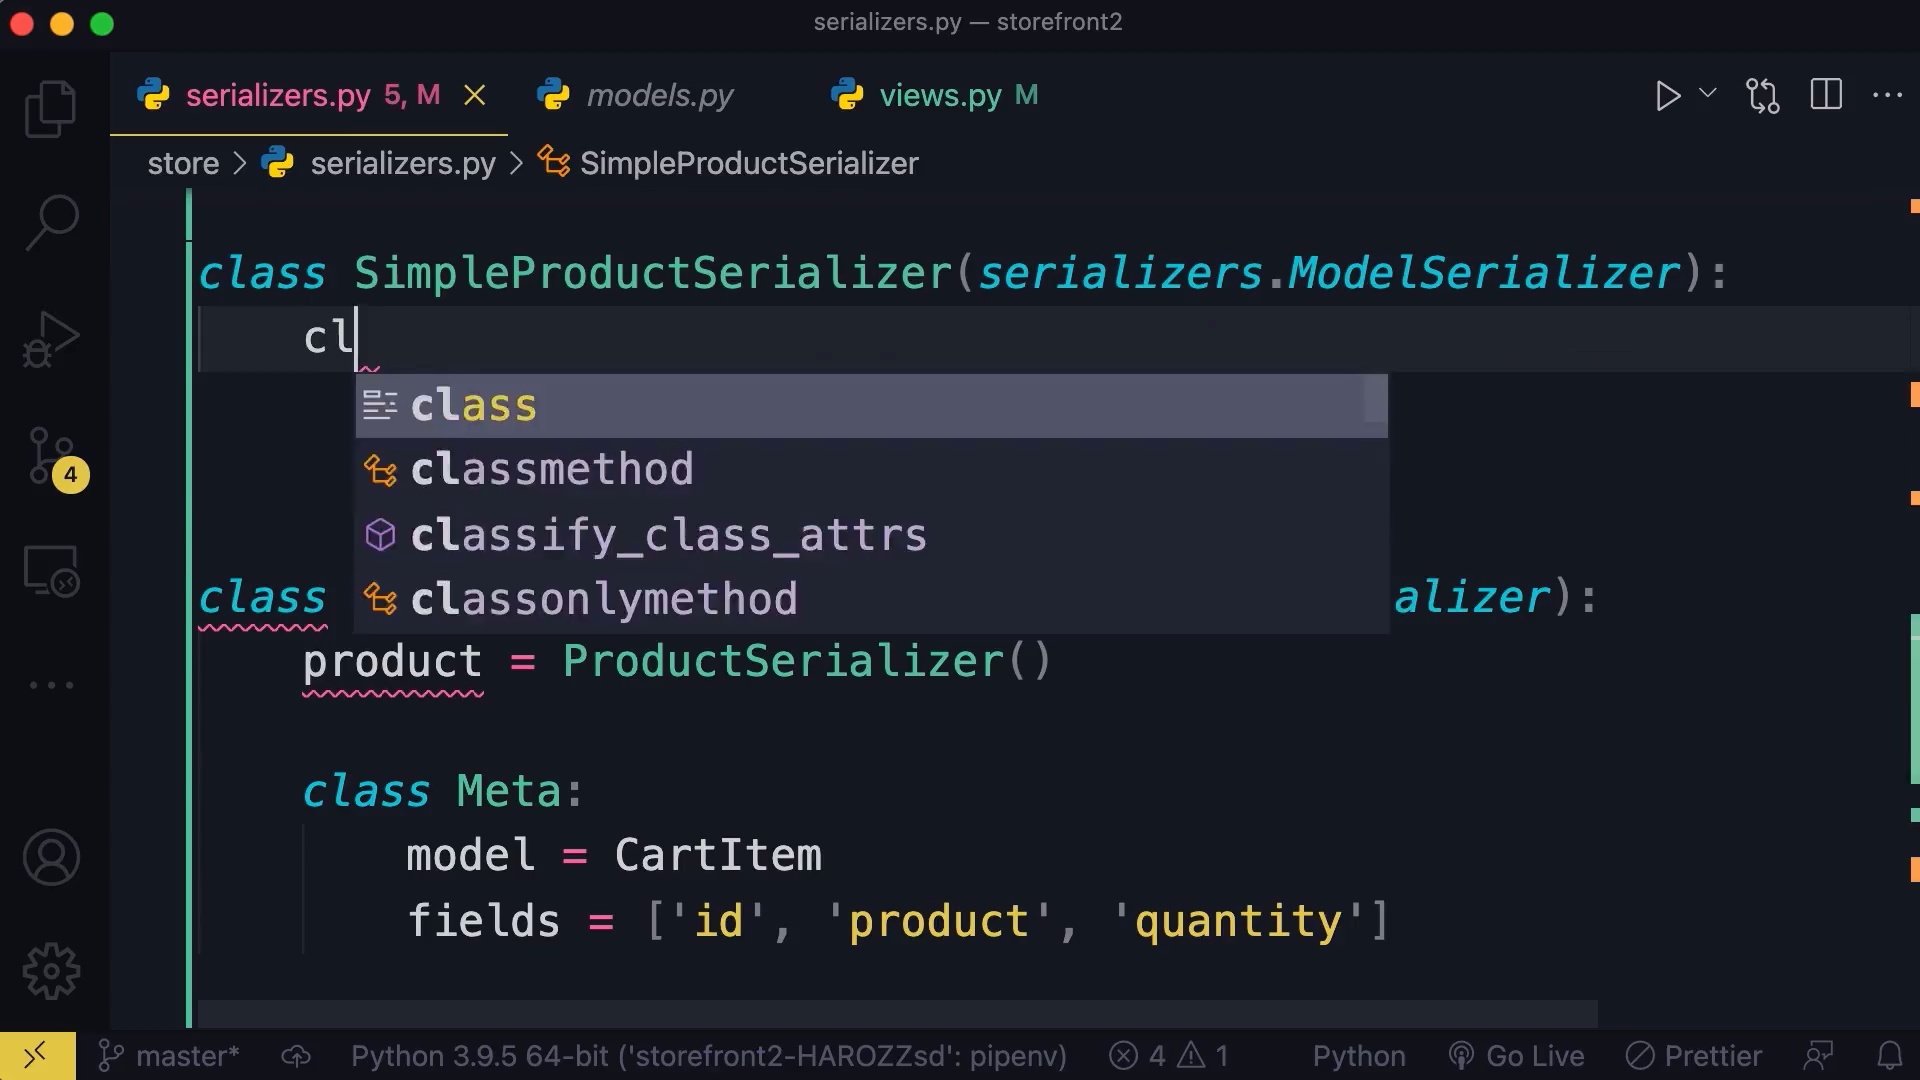 serializers.py — storefront2
serializers.py 5, M
models.py
views.py M
store > serializers.py > SimpleProductSerializer
class SimpleProductSerializer(serializers.ModelSerializer):
cl
class
classmethod
classify_class_attrs
classonlymethod
class alizer):
product = ProductSerializer()
class Meta:
model = CartItem
fields = ['id', 'product', 'quantity']
4
master* Python 3.9.5 64-bit ('storefront2-HAROZZsd': pipenv) 4 1 Python Go Live Prettier